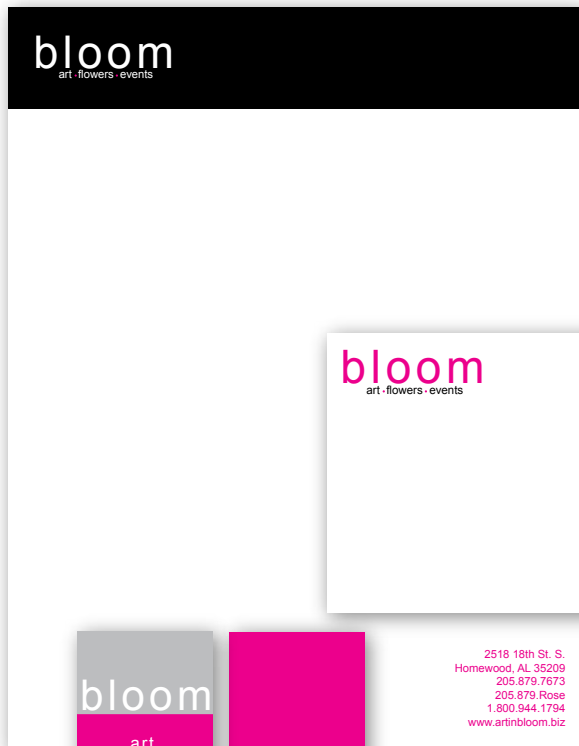 bloom
art • flowers • events
bloom
art • flowers • events
bloom
art
2518 18th St. S.
Homewood, AL 35209
205.879.7673
205.879.Rose
1.800.944.1794
www.artinbloom.biz